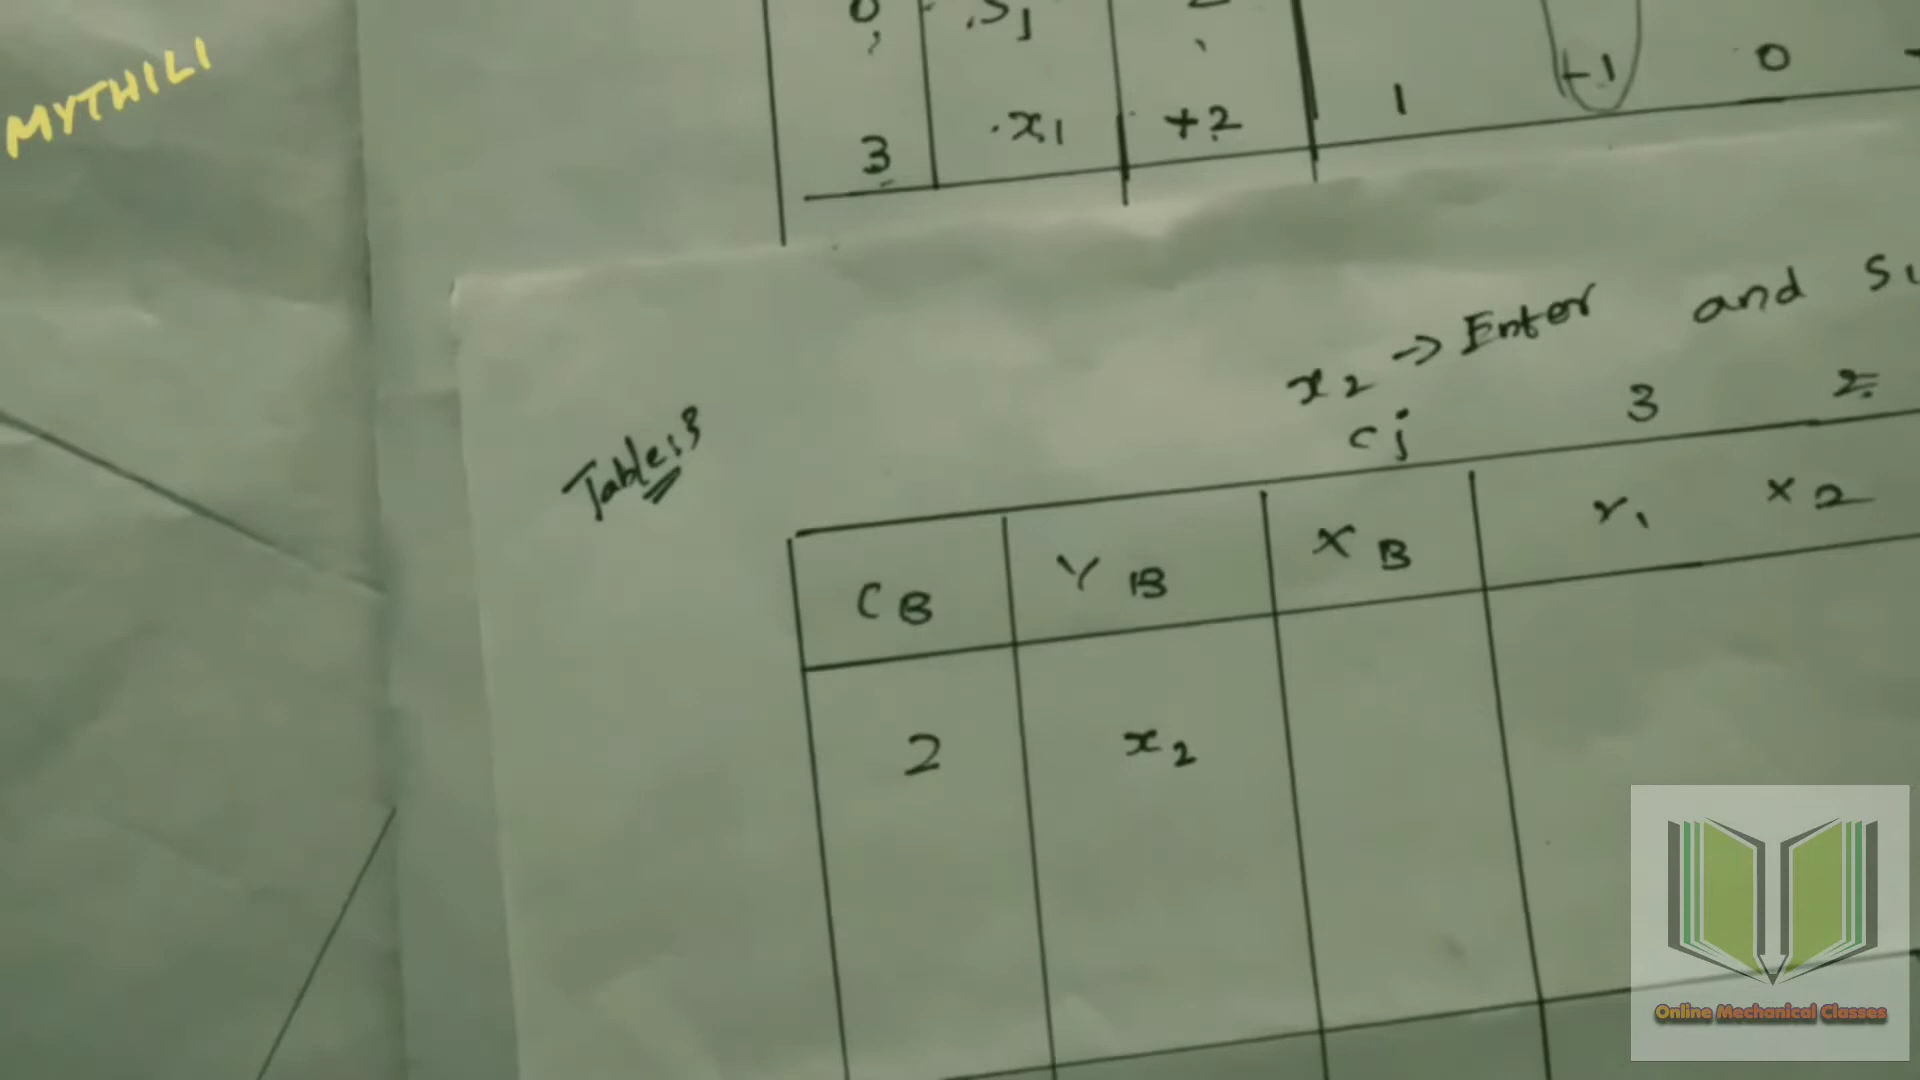 MYTHILI
0 S1
-1 0
3 x1 +2 1
x2 → Enter and
Table:3
cj 3 2
CB YB XB x1 x2
2 x2
Online Mechanical Classes